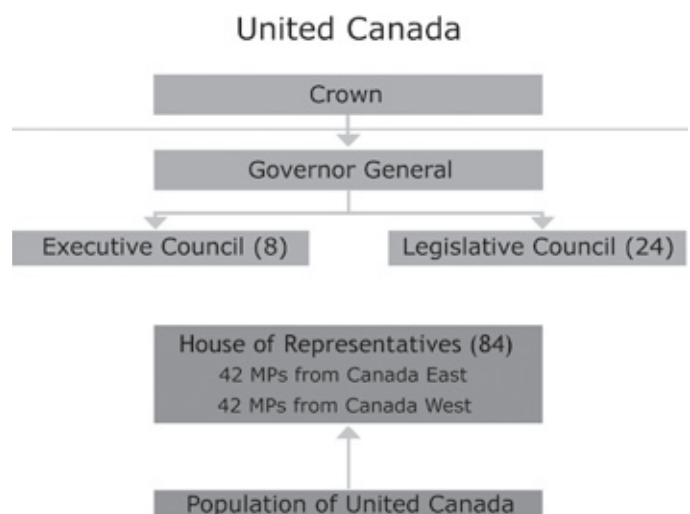 United Canada
Crown
Governor General
Executive Council (8)
Legislative Council (24)
House of Representatives (84)
42 MPs from Canada East
42 MPs from Canada West
Population of United Canada